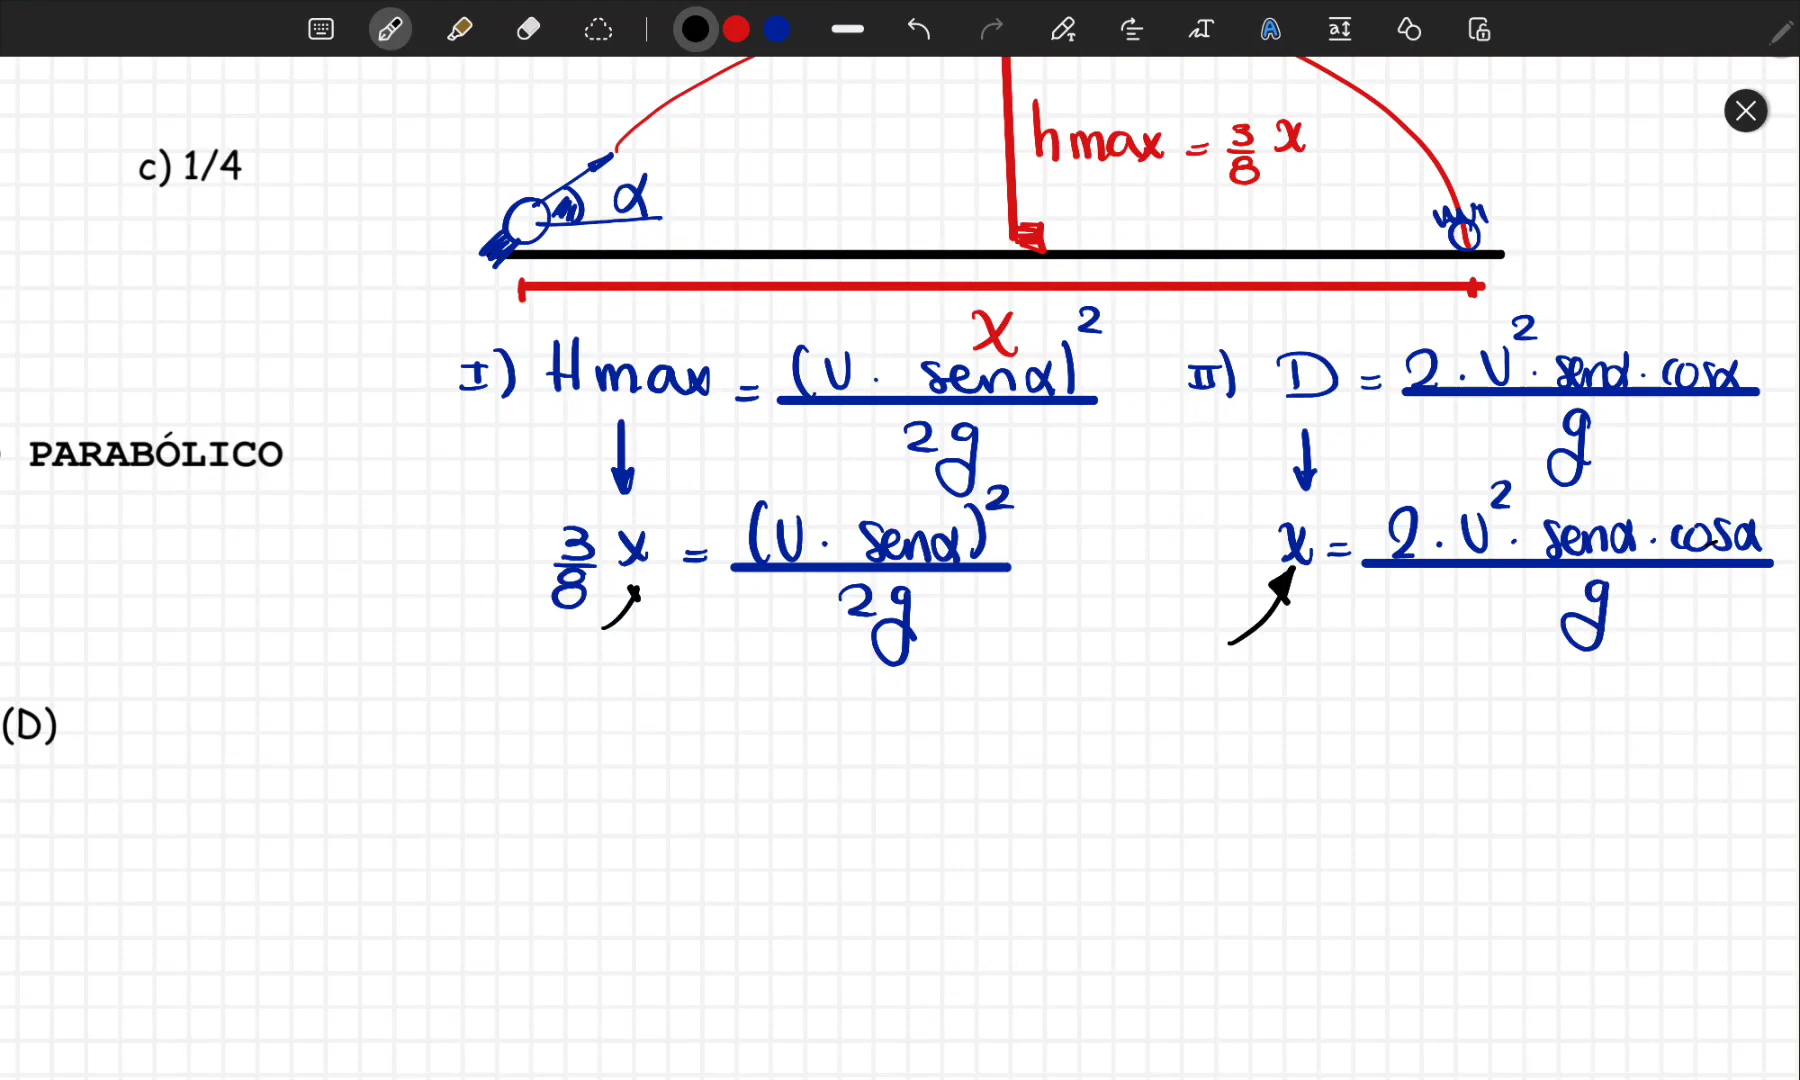 hmax = 3/8 x
c) 1/4
α
x
I) Hmax = (V · senα)² / 2g
II) D = 2 · V² · senα · cosα / g
PARABÓLICO
3/8 x = (V · senα)² / 2g
x = 2 · V² · senα · cosα / g
(D)